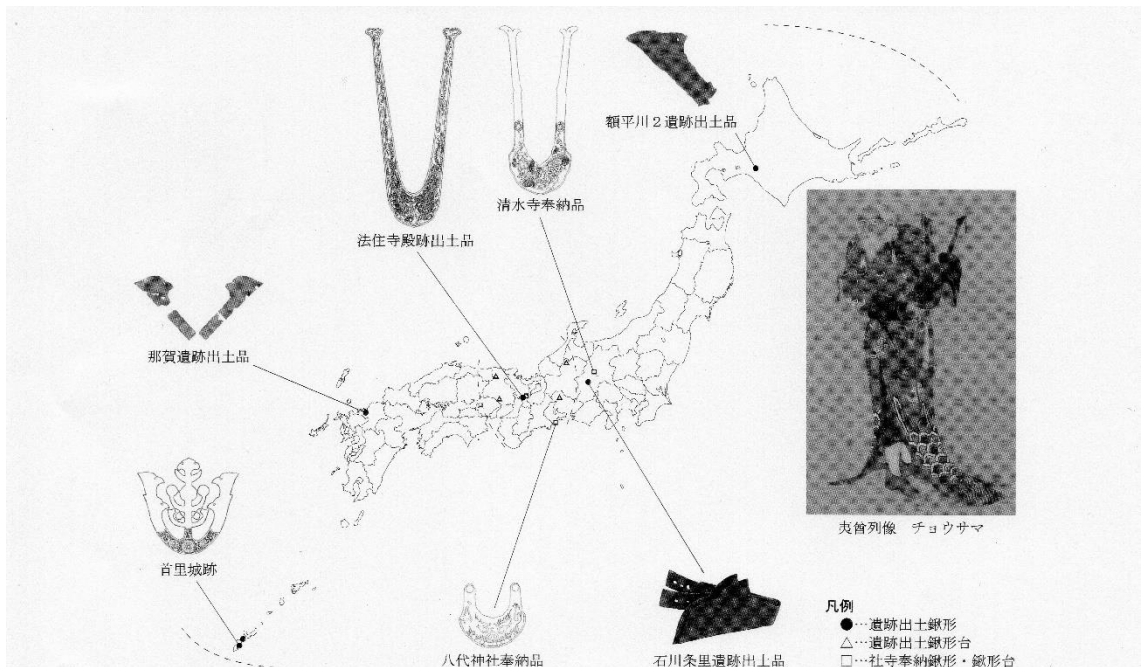 額平川2遺跡出土品
清水寺奉納品
法住寺殿跡出土品
那賀遺跡出土品
夷酋列像 チョウサマ
首里城跡
八代神社奉納品
石川条里遺跡出土品
凡例
●…遺跡出土鍬形
△…遺跡出土鍬形台
□…社寺奉納鍬形・鍬形台